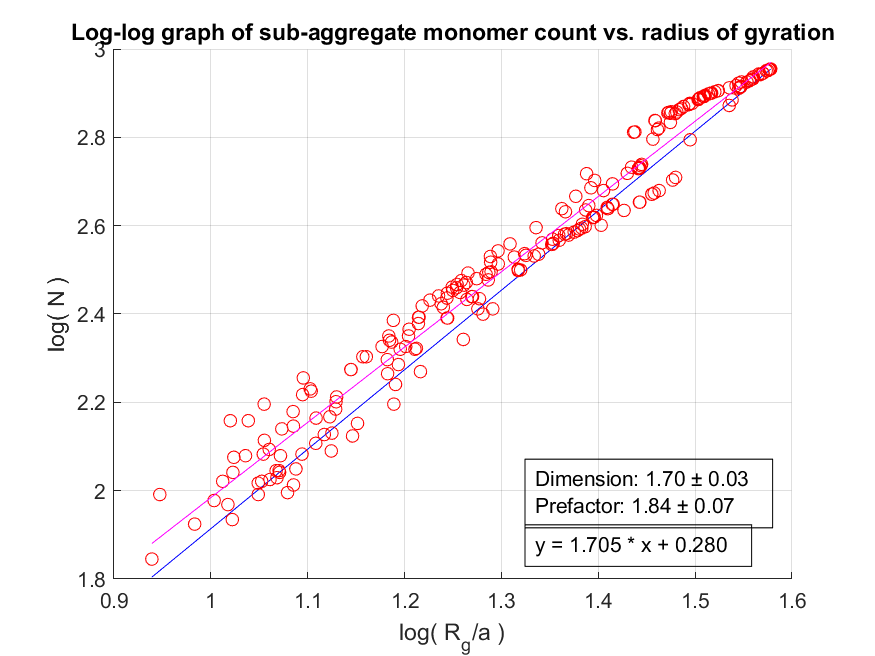 Log-log graph of sub-aggregate monomer count vs. radius of gyration
3
2.8
2.6
2.4
2.2
2
1.8
log( N )
Dimension: 1.70 ± 0.03
Prefactor: 1.84 ± 0.07
y = 1.705 * x + 0.280
0.9 1 1.1 1.2 1.3 1.4 1.5 1.6
log( R_g/a )